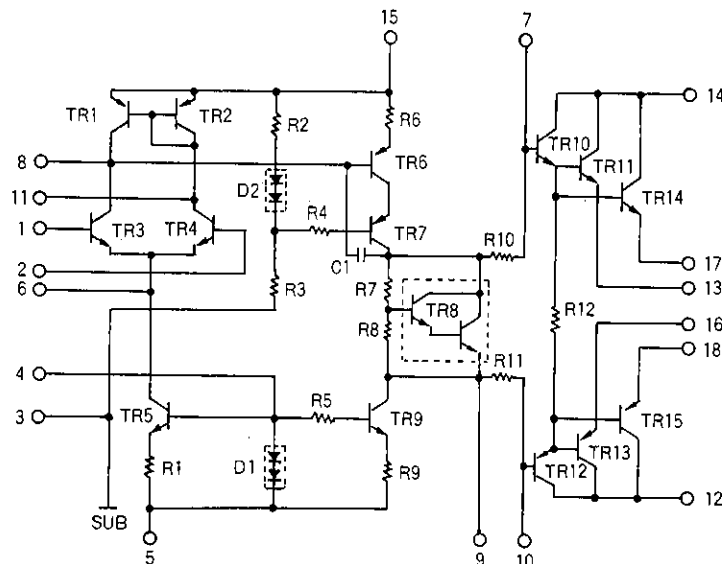 15
7
14
TR1
TR2
R2
R6
TR10
TR11
8
TR6
D2
TR14
11
1
TR3
TR4
R4
TR7
R10
17
2
C1
6
R3
R7
TR8
13
R12
R8
16
18
4
R11
3
TR5
R5
TR9
TR15
R1
D1
R9
TR12
TR13
12
SUB
5
9
10